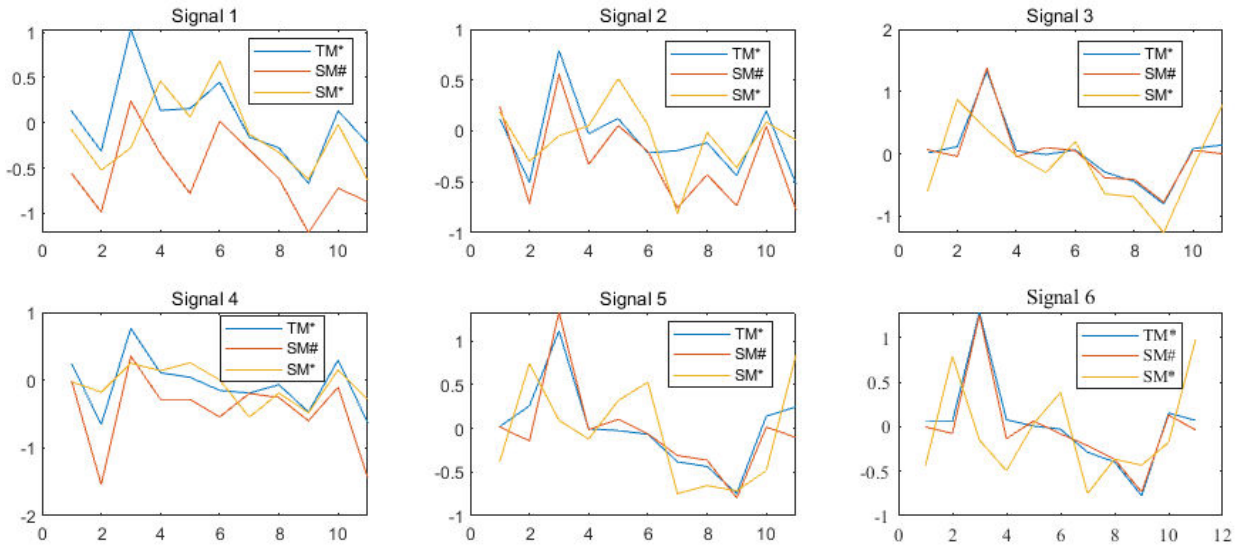 Signal 1
1
0.5
0
-0.5
-1
0 2 4 6 8 10
TM*
SM#
SM*
Signal 2
1
0.5
0
-0.5
-1
0 2 4 6 8 10
TM*
SM#
SM*
Signal 3
2
1
0
-1
0 2 4 6 8 10
TM*
SM#
SM*
Signal 4
1
0
-1
-2
0 2 4 6 8 10
TM*
SM#
SM*
Signal 5
1
0.5
0
-0.5
-1
0 2 4 6 8 10
TM*
SM#
SM*
Signal 6
1
0.5
0
-0.5
-1
0 2 4 6 8 10 12
TM*
SM#
SM*